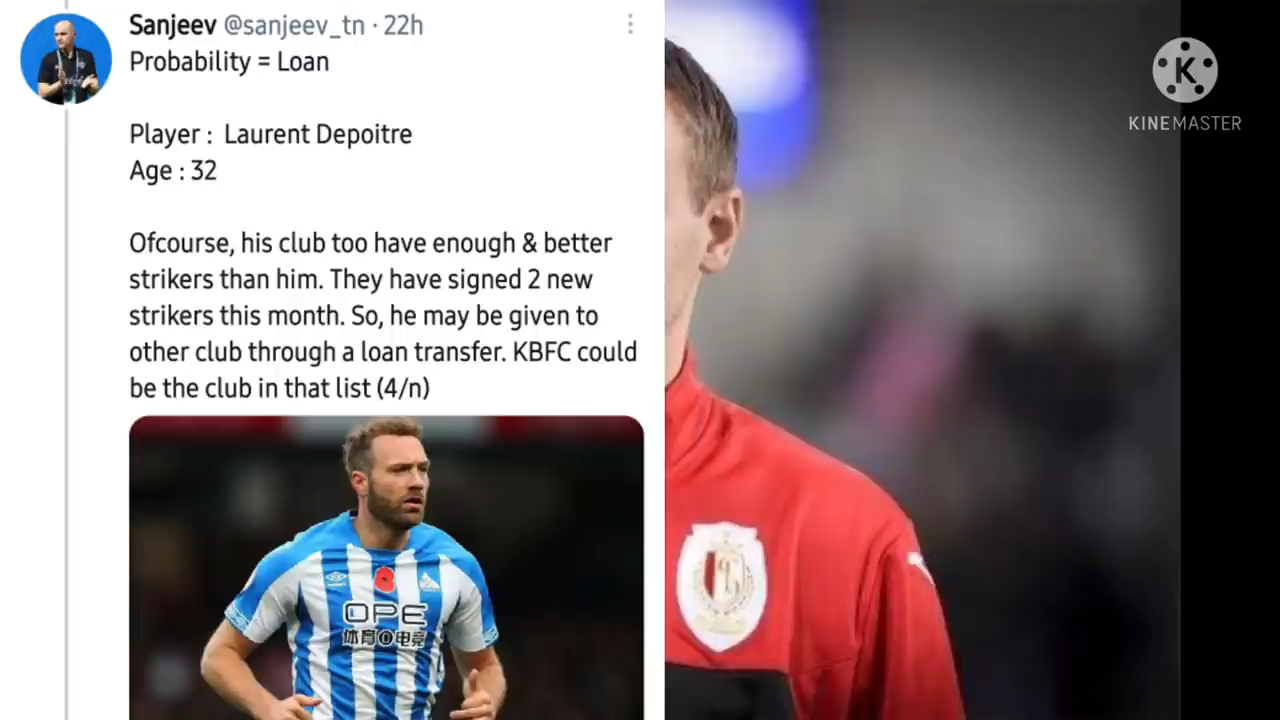 Sanjeev @sanjeev_tn · 22h
Probability = Loan
Player : Laurent Depoitre
Age : 32
Ofcourse, his club too have enough & better
strikers than him. They have signed 2 new
strikers this month. So, he may be given to
other club through a loan transfer. KBFC could
be the club in that list (4/n)
OPE
体育电竞
K
KINEMASTER